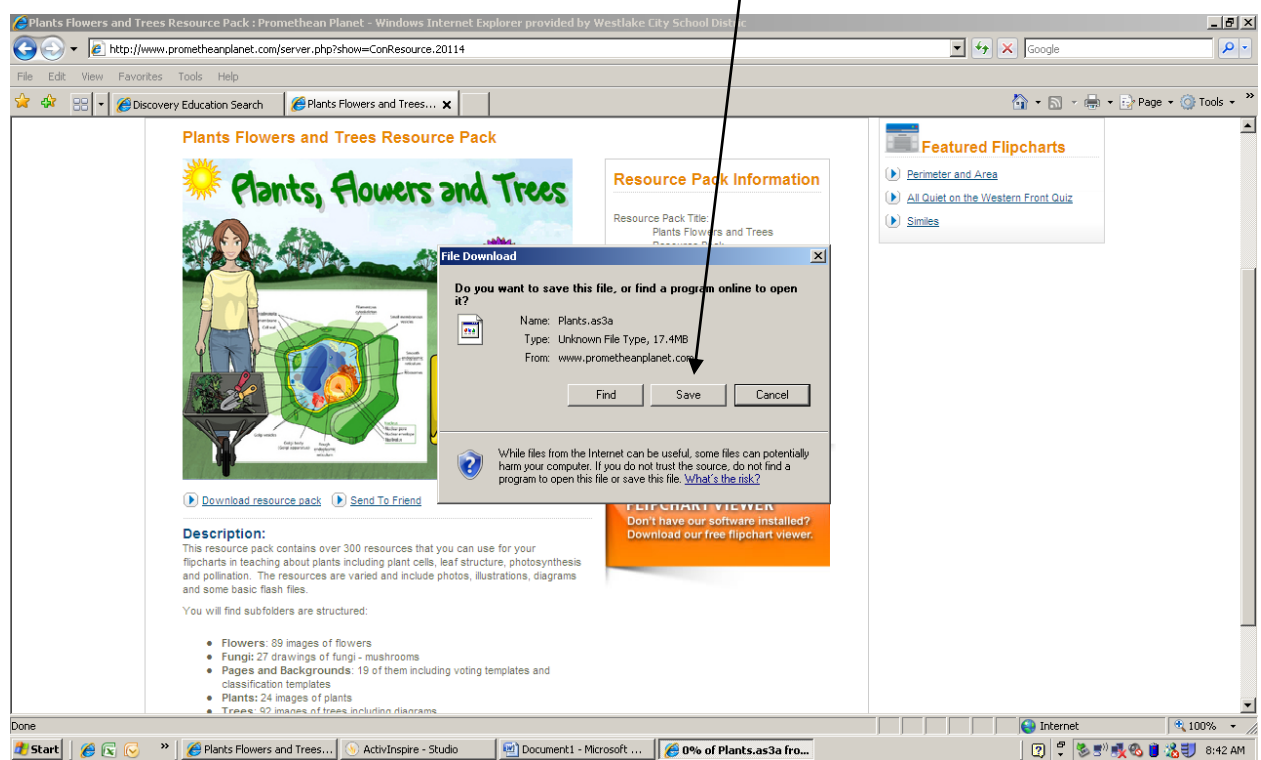 Plants Flowers and Trees Resource Pack : Promethean Planet - Windows Internet Explorer provided by Westlake City School Distric
http://www.prometheanplanet.com/server.php?show=ConResource.20114
Google
File Edit View Favorites Tools Help
Discovery Education Search
Plants Flowers and Trees...
Page
Tools
Plants Flowers and Trees Resource Pack
Plants, Flowers and Trees
Resource Pack Information
Resource Pack Title:
Plants Flowers and Trees
Resource Pack
Featured Flipcharts
Perimeter and Area
All Quiet on the Western Front Quiz
Similes
File Download
Do you want to save this file, or find a program online to open
it?
Name: Plants.as3a
Type: Unknown File Type, 17.4MB
From: www.prometheanplanet.com
Find
Save
Cancel
While files from the Internet can be useful, some files can potentially
harm your computer. If you do not trust the source, do not find a
program to open this file or save this file. What's the risk?
Download resource pack
Send To Friend
FLIPCHART VIEWER
Don't have our software installed?
Download our free flipchart viewer.
Description:
This resource pack contains over 300 resources that you can use for your
flipcharts in teaching about plants including plant cells, leaf structure, photosynthesis
and pollination. The resources are varied and include photos, illustrations, diagrams
and some basic flash files.
You will find subfolders are structured:
Flowers: 89 images of flowers
Fungi: 27 drawings of fungi - mushrooms
Pages and Backgrounds: 19 of them including voting templates and
classification templates
Plants: 24 images of plants
Trees: 92 images of trees including diagrams
Done
Internet
100%
Start
Plants Flowers and Trees...
ActivInspire - Studio
Document1 - Microsoft ...
0% of Plants.as3a fro...
8:42 AM